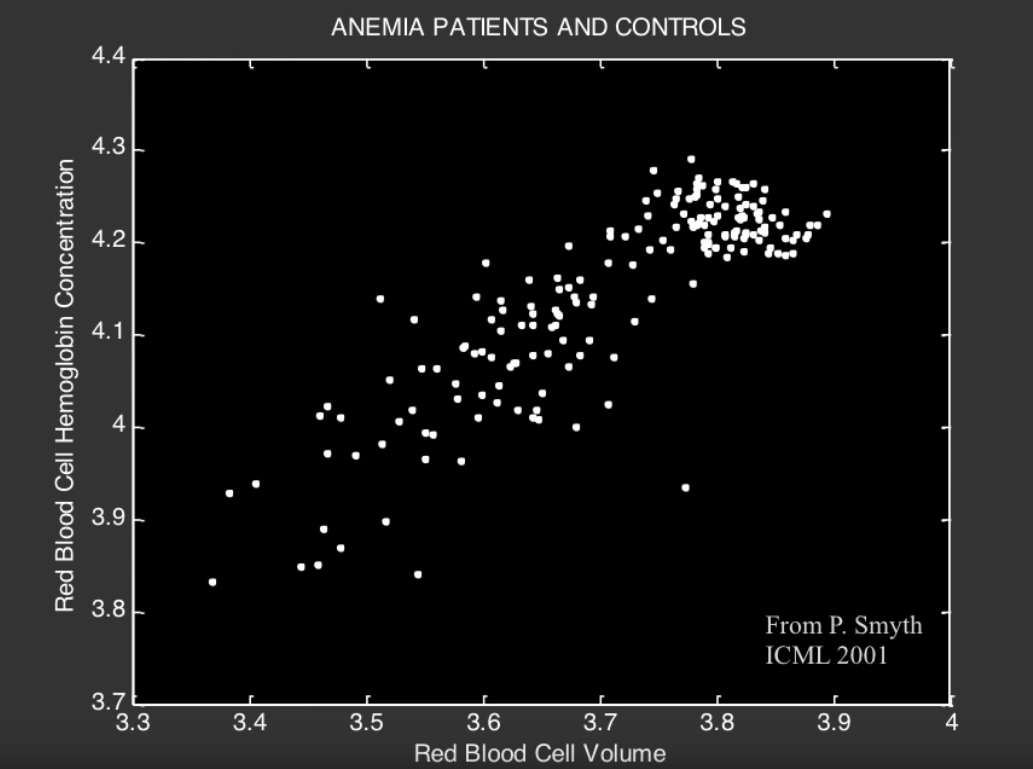 ANEMIA PATIENTS AND CONTROLS
4.4
4.3
4.2
4.1
4
3.9
3.8
3.7
Red Blood Cell Hemoglobin Concentration
From P. Smyth
ICML 2001
3.3 3.4 3.5 3.6 3.7 3.8 3.9 4
Red Blood Cell Volume